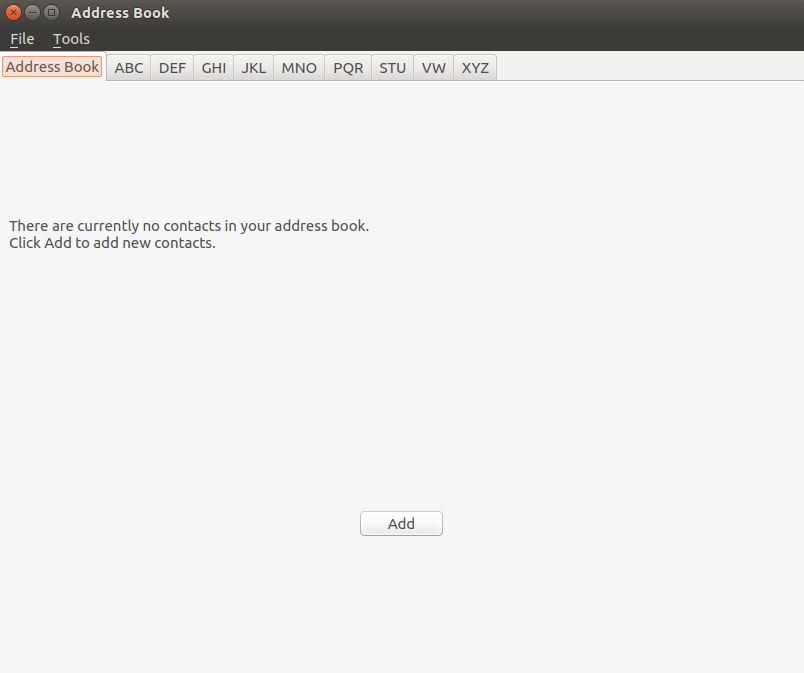 Address Book
File Tools
Address Book ABC DEF GHI JKL MNO PQR STU VW XYZ
There are currently no contacts in your address book.
Click Add to add new contacts.
Add